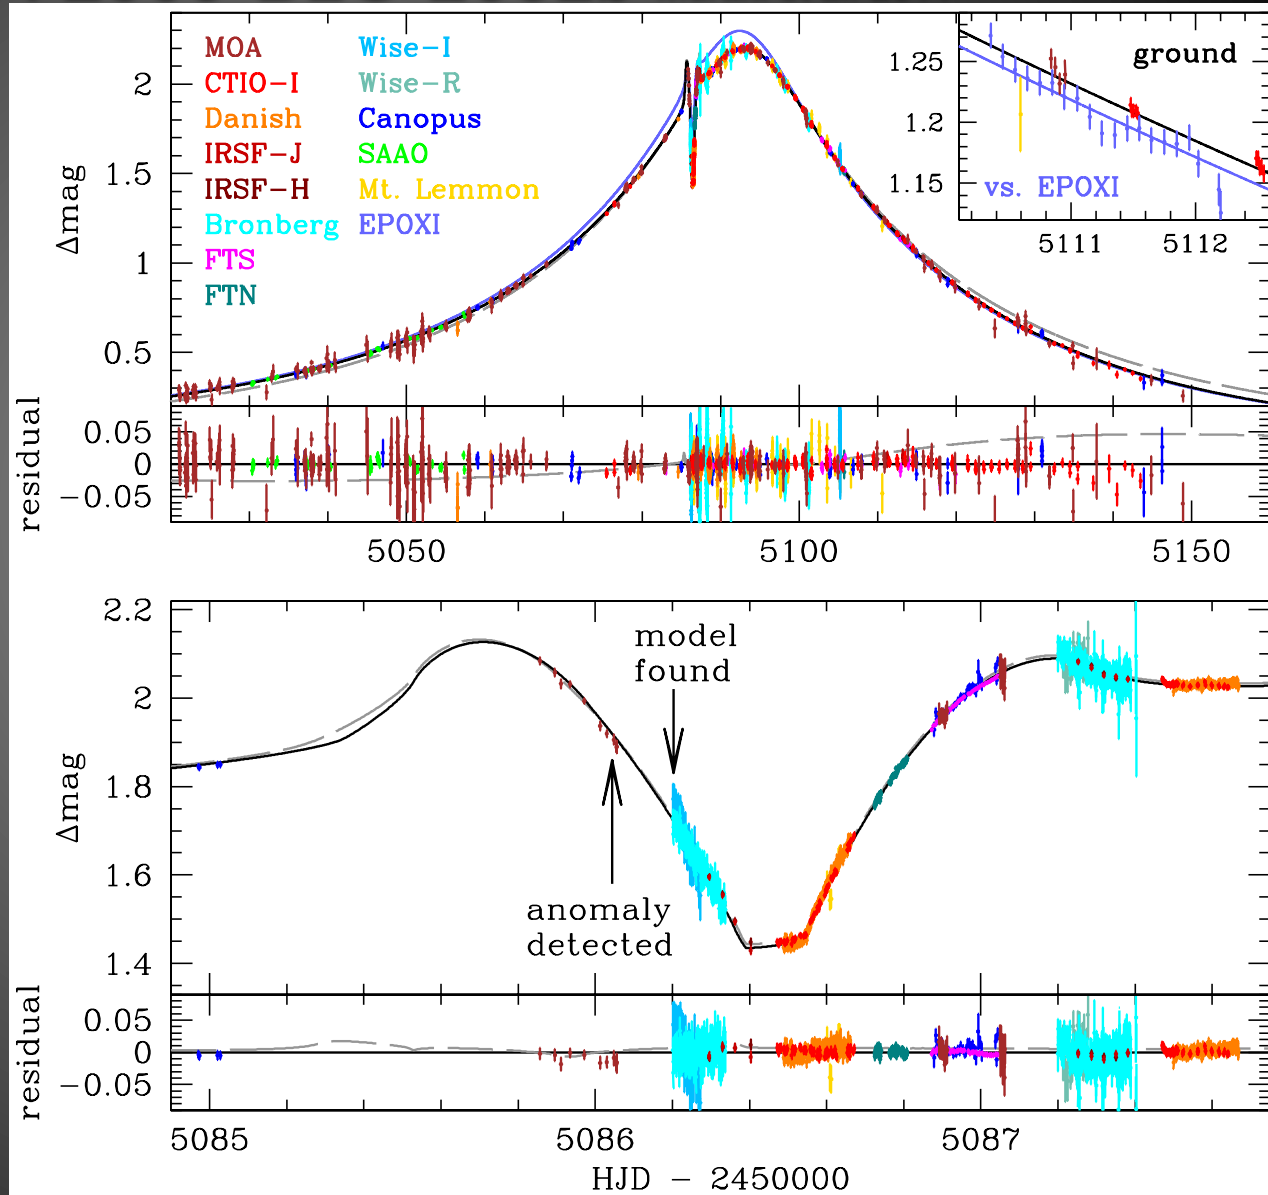 MOA
CTIO-I
Danish
IRSF-J
IRSF-H
Bronberg
FTS
FTN
Wise-I
Wise-R
Canopus
SAAO
Mt. Lemmon
EPOXI
Δmag
2
1.5
1
0.5
ground
1.25
1.2
1.15
vs. EPOXI
5111 5112
residual
0.05
0
−0.05
5050 5100 5150
Δmag
2.2
2
1.8
1.6
1.4
model
found
anomaly
detected
residual
0.05
0
−0.05
5085 5086 5087
HJD − 2450000